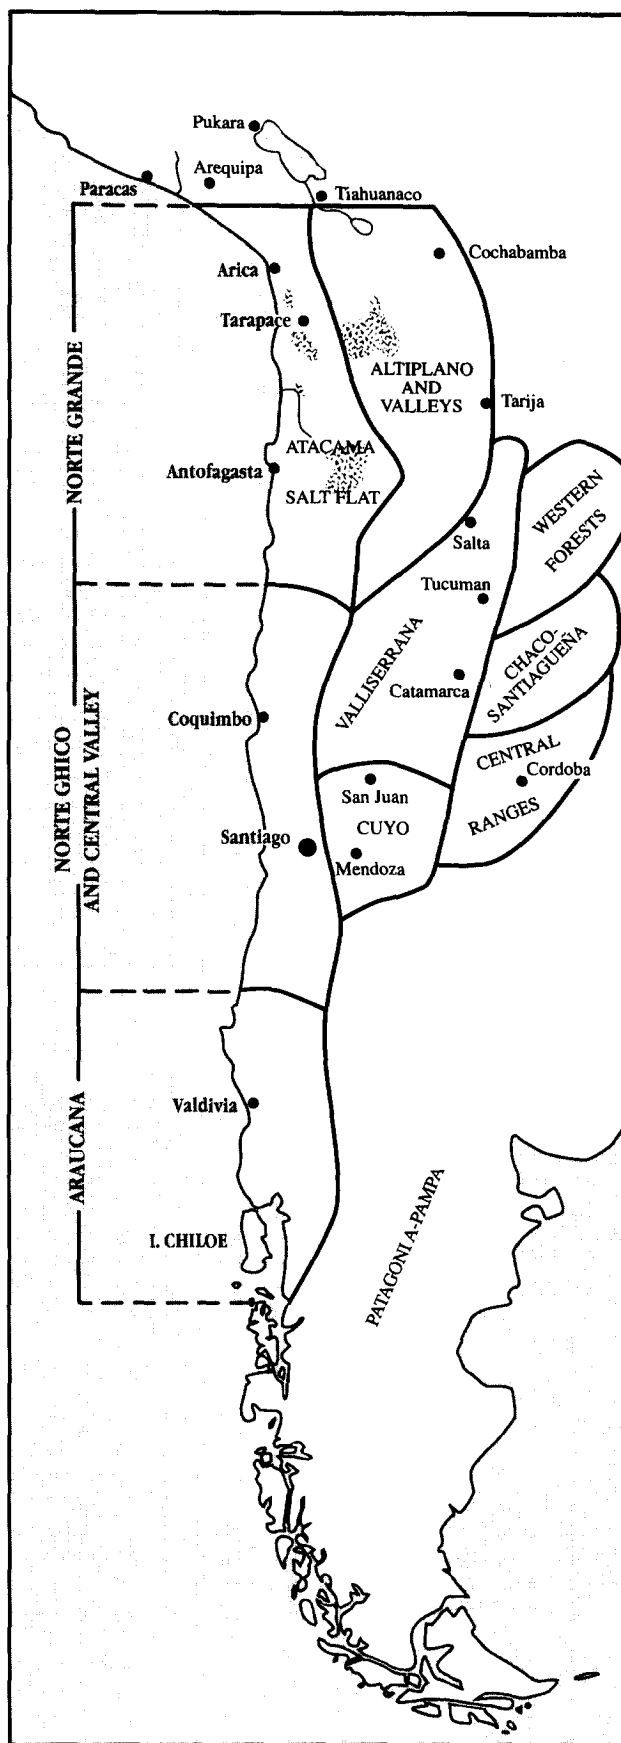 Pukara
Arequipa
Paracas
Tiahuanaco
Cochabamba
Arica
Tarapace
ALTIPLANO
AND
VALLEYS
Tarija
NORTE GRANDE
ATACAMA
Antofagasta
SALT FLAT
WESTERN
FORESTS
Salta
Tucuman
VALLISERRANA
CHACO-
SANTIAGUEÑA
Catamarca
Coquimbo
NORTE GHICO
AND CENTRAL VALLEY
CENTRAL
Cordoba
San Juan
RANGES
CUYO
Santiago
Mendoza
ARAUCANA
Valdivia
I. CHILOE
PATAGONIA-PAMPA